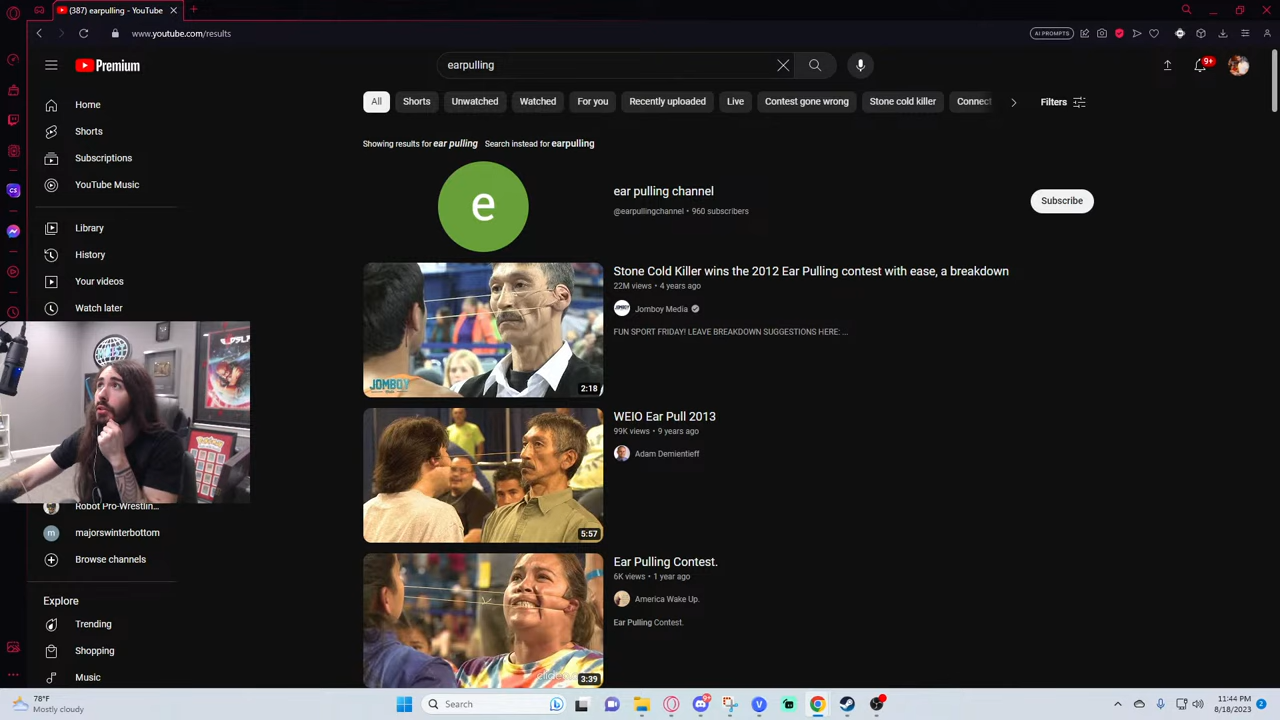 (387) earpulling - YouTube
www.youtube.com/results
AI PROMPTS
Premium
earpulling
9+
All
Shorts
Unwatched
Watched
For you
Recently uploaded
Live
Contest gone wrong
Stone cold killer
Connect
Filters
Home
Shorts
Subscriptions
YouTube Music
Library
History
Your videos
Watch later
Robot Pro-Wrestlin...
m
majorswinterbottom
Browse channels
Explore
Trending
Shopping
Music
Showing results for ear pulling Search instead for earpulling
e
ear pulling channel
@earpullingchannel • 960 subscribers
Subscribe
JOMBOY
2:18
Stone Cold Killer wins the 2012 Ear Pulling contest with ease, a breakdown
22M views • 4 years ago
Jomboy Media
FUN SPORT FRIDAY! LEAVE BREAKDOWN SUGGESTIONS HERE: ...
5:57
WEIO Ear Pull 2013
99K views • 9 years ago
Adam Demientieff
3:39
Ear Pulling Contest.
6K views • 1 year ago
America Wake Up.
Ear Pulling Contest.
78°F
Mostly cloudy
Search
9+
11:44 PM
8/18/2023
2